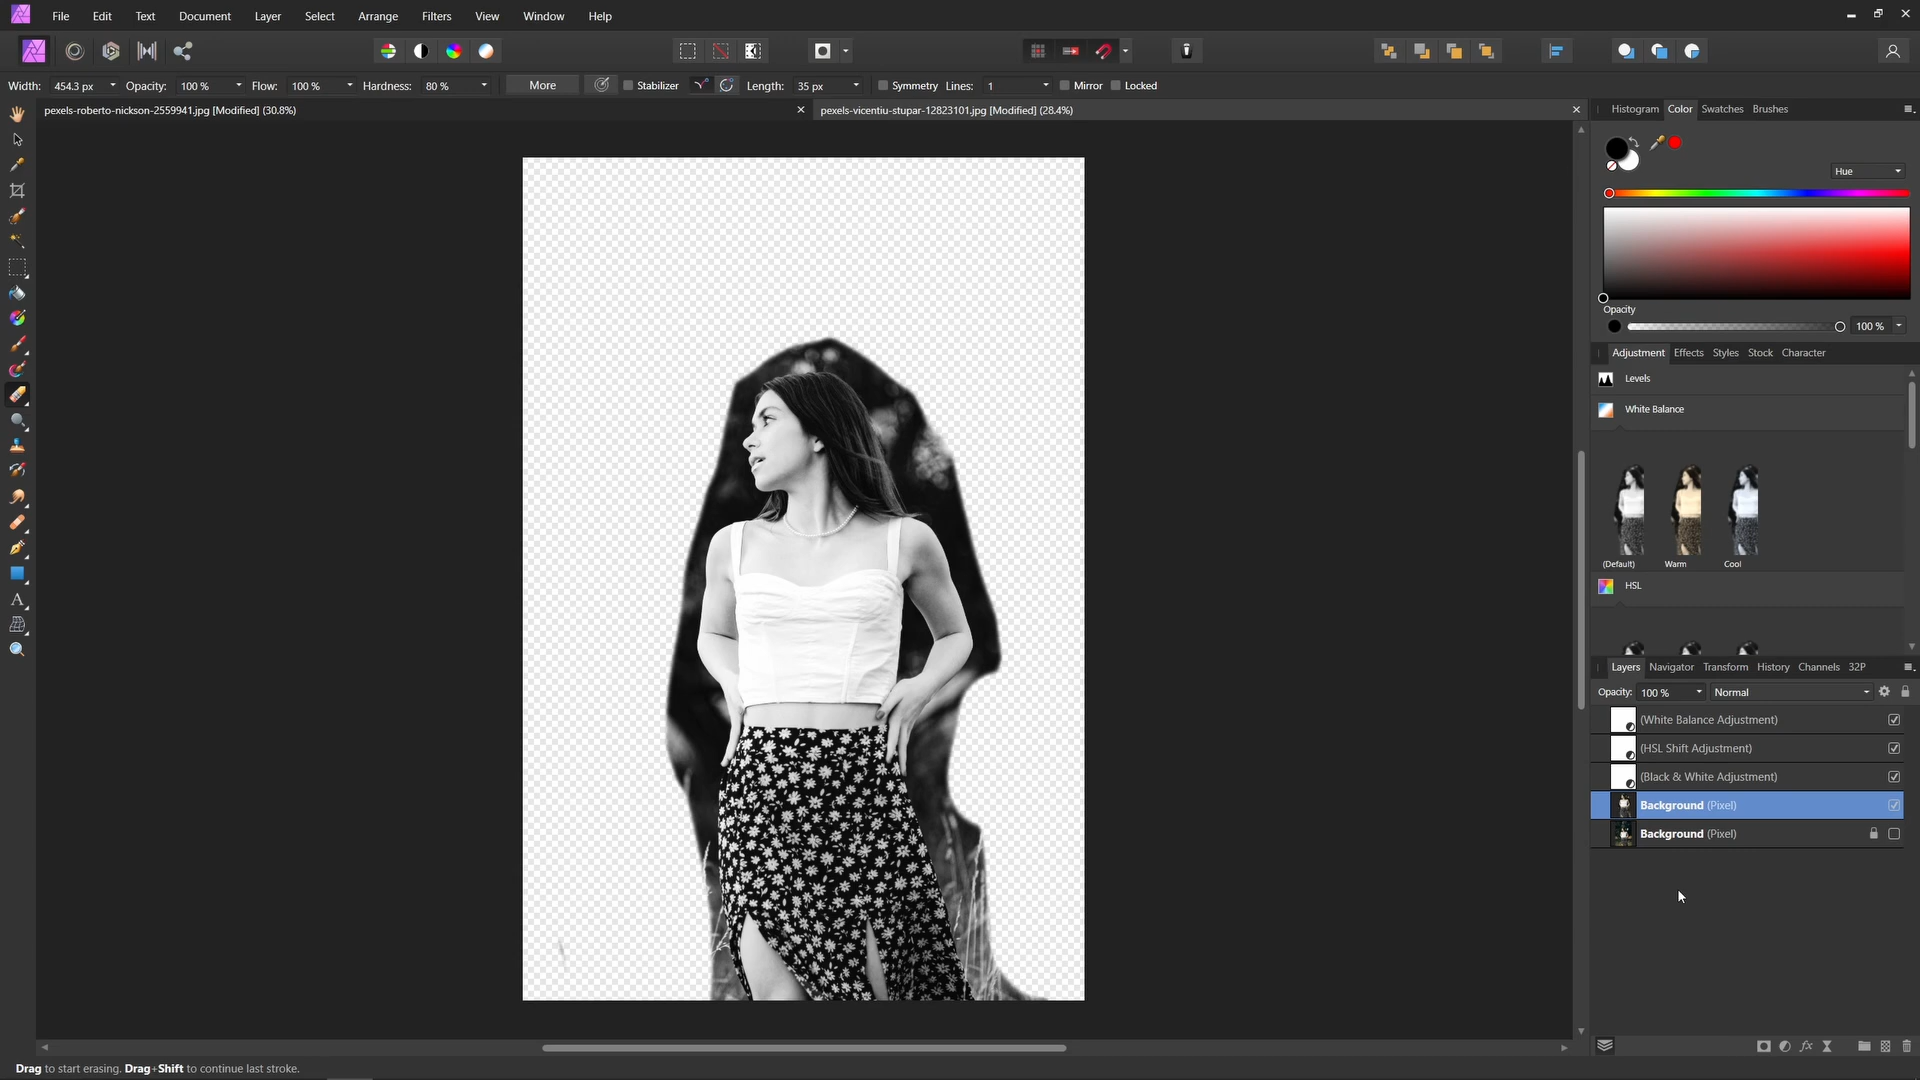 File Edit Text Document Layer Select Arrange Filters View Window Help
Width: 454.3 px Opacity: 100 % Flow: 100 % Hardness: 80 % More Stabilizer Length: 35 px Symmetry Lines: 1 Mirror Locked
pexels-roberto-nickson-2559941.jpg [Modified] (30.8%)
pexels-vicentiu-stupar-12823101.jpg [Modified] (28.4%)
Histogram Color Swatches Brushes
Hue
Opacity
100 %
Adjustment Effects Styles Stock Character
Levels
White Balance
(Default) Warm Cool
HSL
Layers Navigator Transform History Channels 32P
Opacity: 100 % Normal
(White Balance Adjustment)
(HSL Shift Adjustment)
(Black & White Adjustment)
Background (Pixel)
Background (Pixel)
Drag to start erasing. Drag+Shift to continue last stroke.